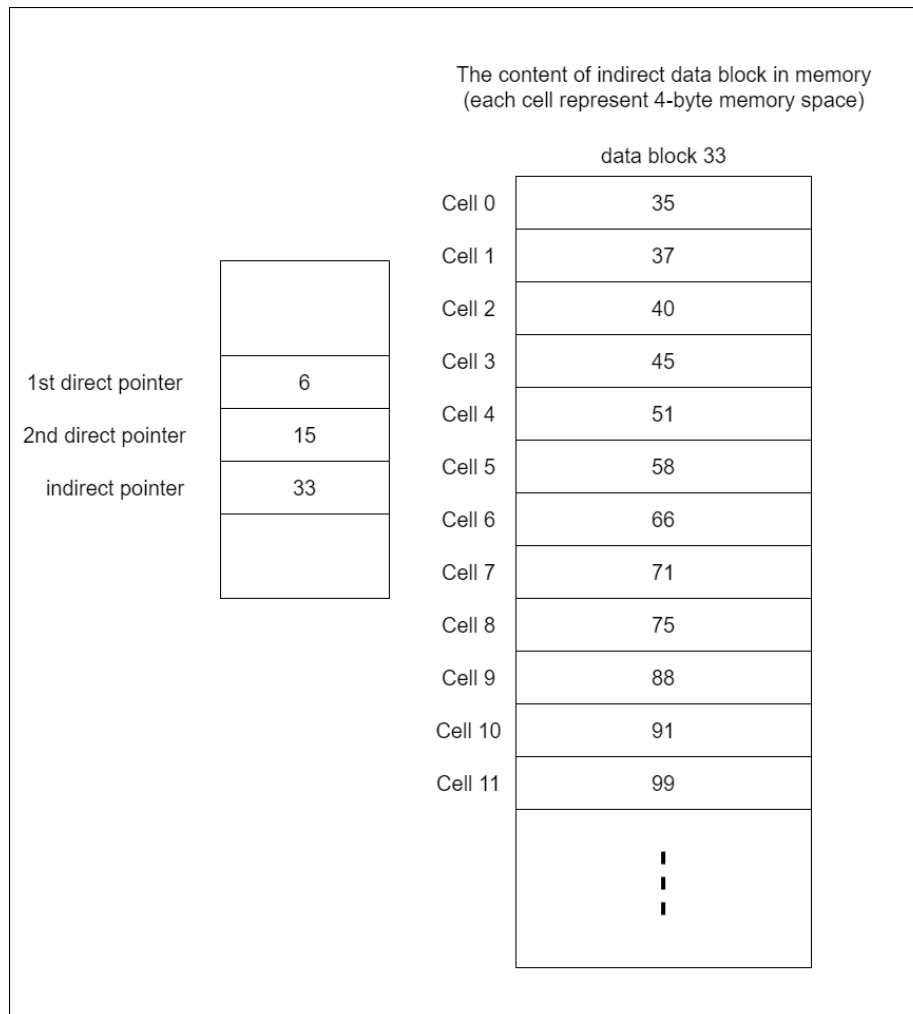 The content of indirect data block in memory
(each cell represent 4-byte memory space)
data block 33
Cell 0 35
Cell 1 37
Cell 2 40
Cell 3 45
Cell 4 51
Cell 5 58
Cell 6 66
Cell 7 71
Cell 8 75
Cell 9 88
Cell 10 91
Cell 11 99
1st direct pointer 6
2nd direct pointer 15
indirect pointer 33